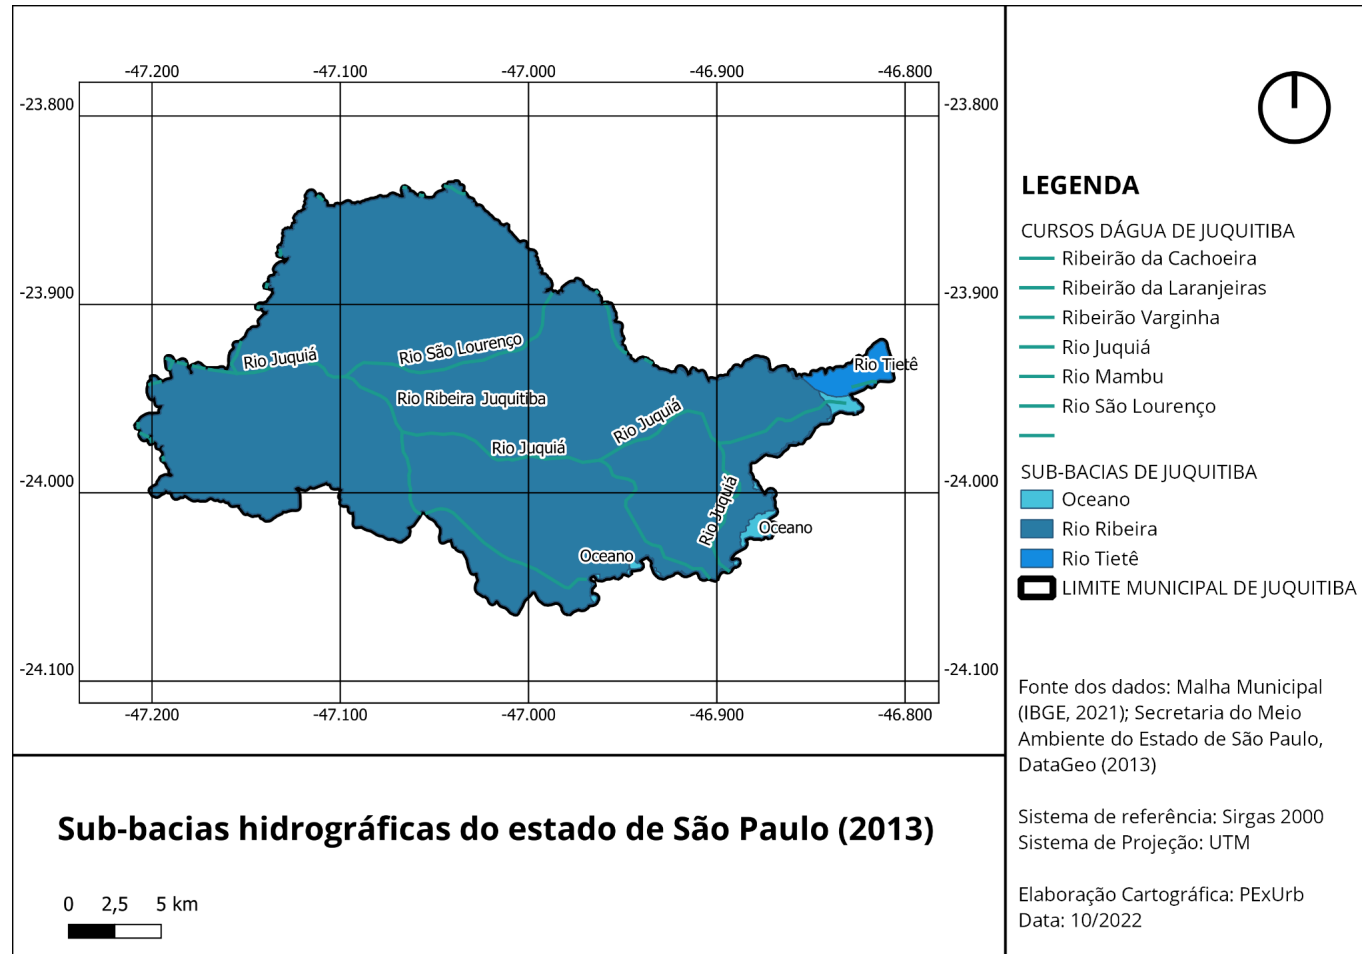 -47.200 -47.100 -47.000 -46.900 -46.800
-23.800 -23.800
-23.900 -23.900
Rio Juquiá
Rio São Lourenço
Rio Tietê
Rio Ribeira Juquitiba
Rio Juquiá
Rio Juquiá
-24.000 -24.000
Rio Juquiá
Oceano
Oceano
-24.100 -24.100
-47.200 -47.100 -47.000 -46.900 -46.800
Sub-bacias hidrográficas do estado de São Paulo (2013)
0 2,5 5 km
LEGENDA
CURSOS DÁGUA DE JUQUITIBA
Ribeirão da Cachoeira
Ribeirão da Laranjeiras
Ribeirão Varginha
Rio Juquiá
Rio Mambu
Rio São Lourenço
SUB-BACIAS DE JUQUITIBA
Oceano
Rio Ribeira
Rio Tietê
LIMITE MUNICIPAL DE JUQUITIBA
Fonte dos dados: Malha Municipal
(IBGE, 2021); Secretaria do Meio
Ambiente do Estado de São Paulo,
DataGeo (2013)
Sistema de referência: Sirgas 2000
Sistema de Projeção: UTM
Elaboração Cartográfica: PExUrb
Data: 10/2022